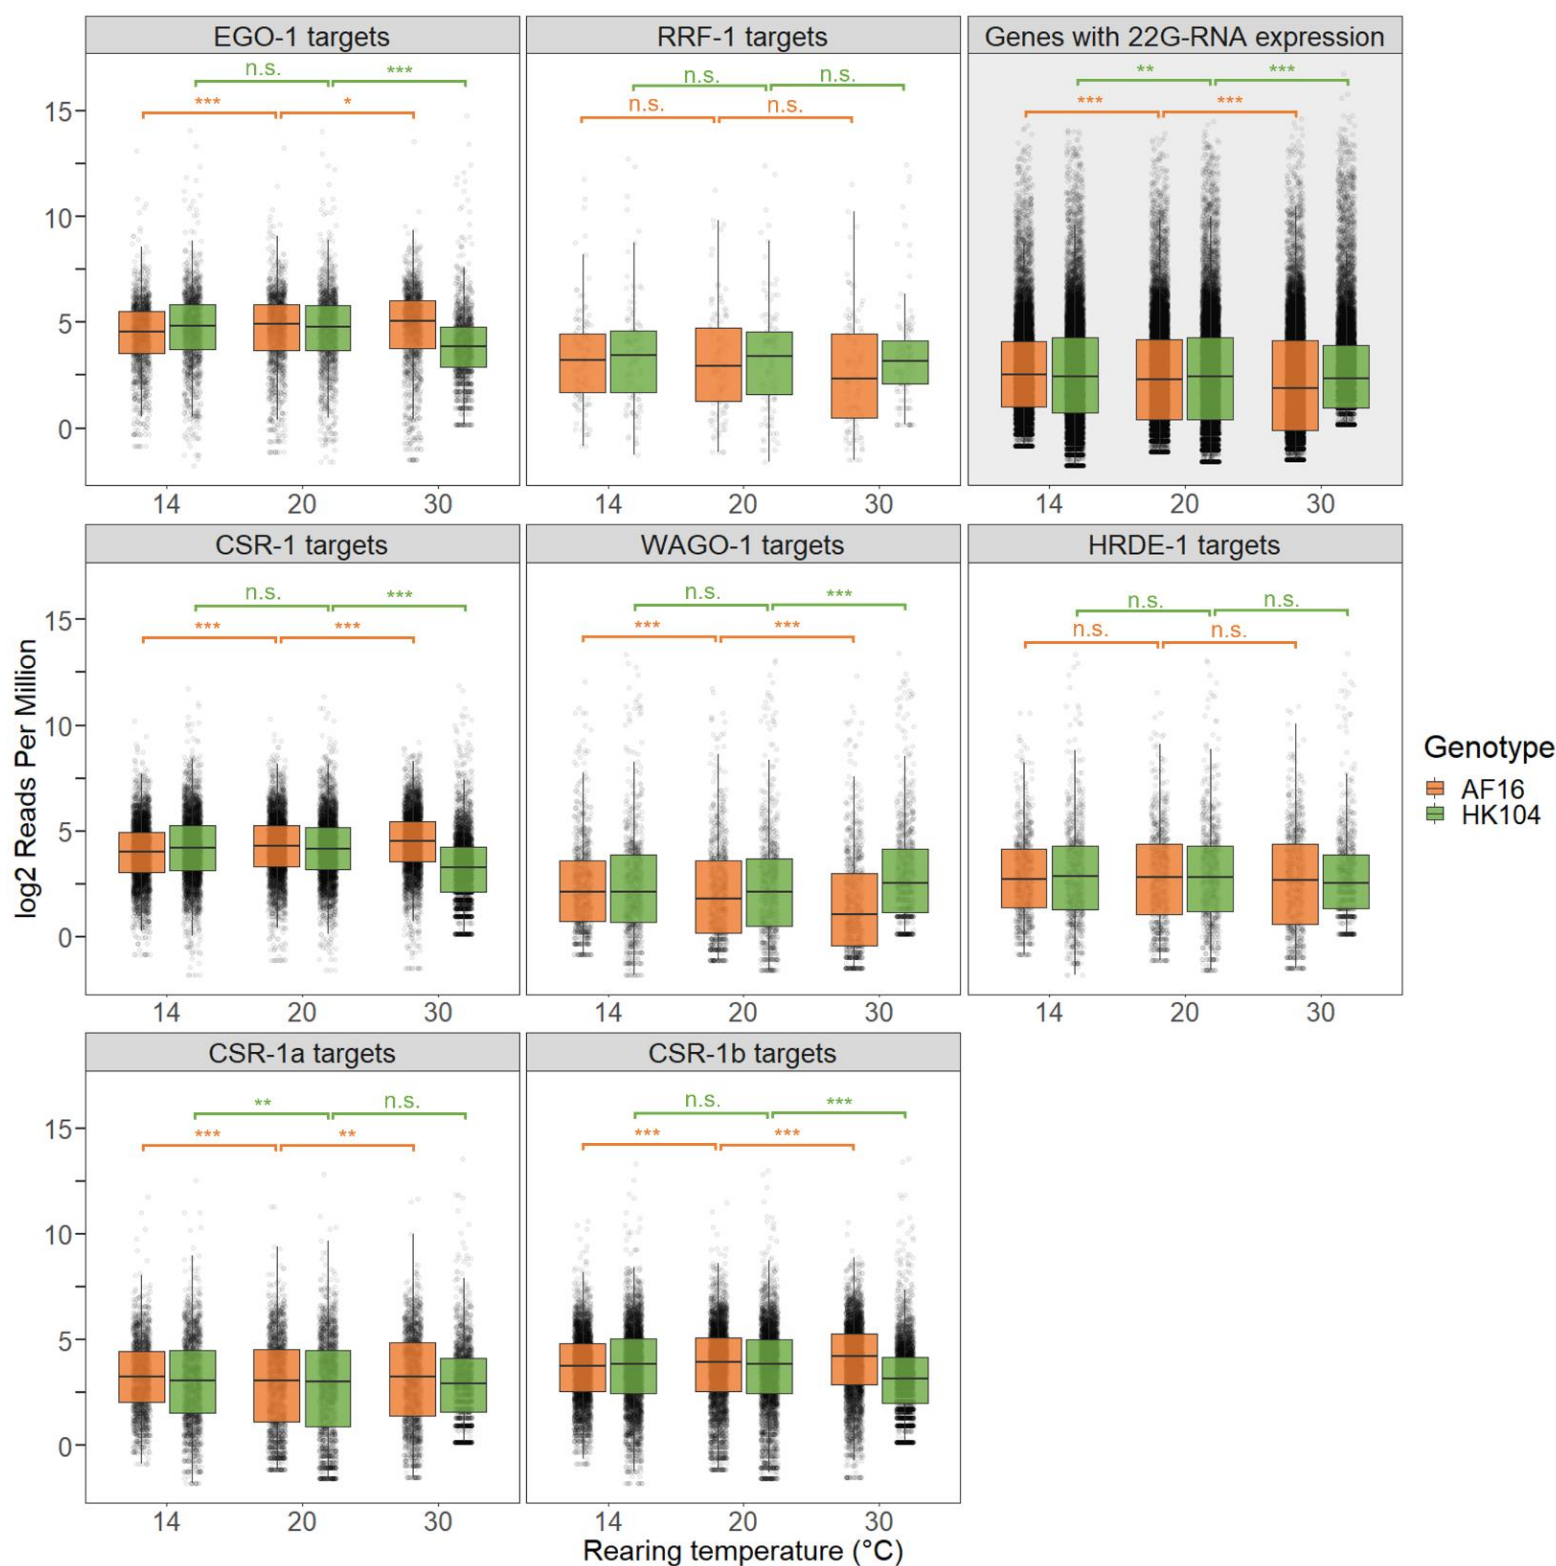 EGO-1 targets
RRF-1 targets
Genes with 22G-RNA expression
n.s. ***
*** *
n.s. n.s.
n.s. n.s.
** ***
*** ***
15
10
5
0
14 20 30
14 20 30
14 20 30
CSR-1 targets
WAGO-1 targets
HRDE-1 targets
n.s. ***
*** ***
n.s. ***
*** ***
n.s. n.s.
n.s. n.s.
15
10
5
0
14 20 30
14 20 30
14 20 30
CSR-1a targets
CSR-1b targets
** n.s.
*** **
n.s. ***
*** ***
15
10
5
0
14 20 30
14 20 30
log2 Reads Per Million
Rearing temperature (°C)
Genotype
AF16
HK104